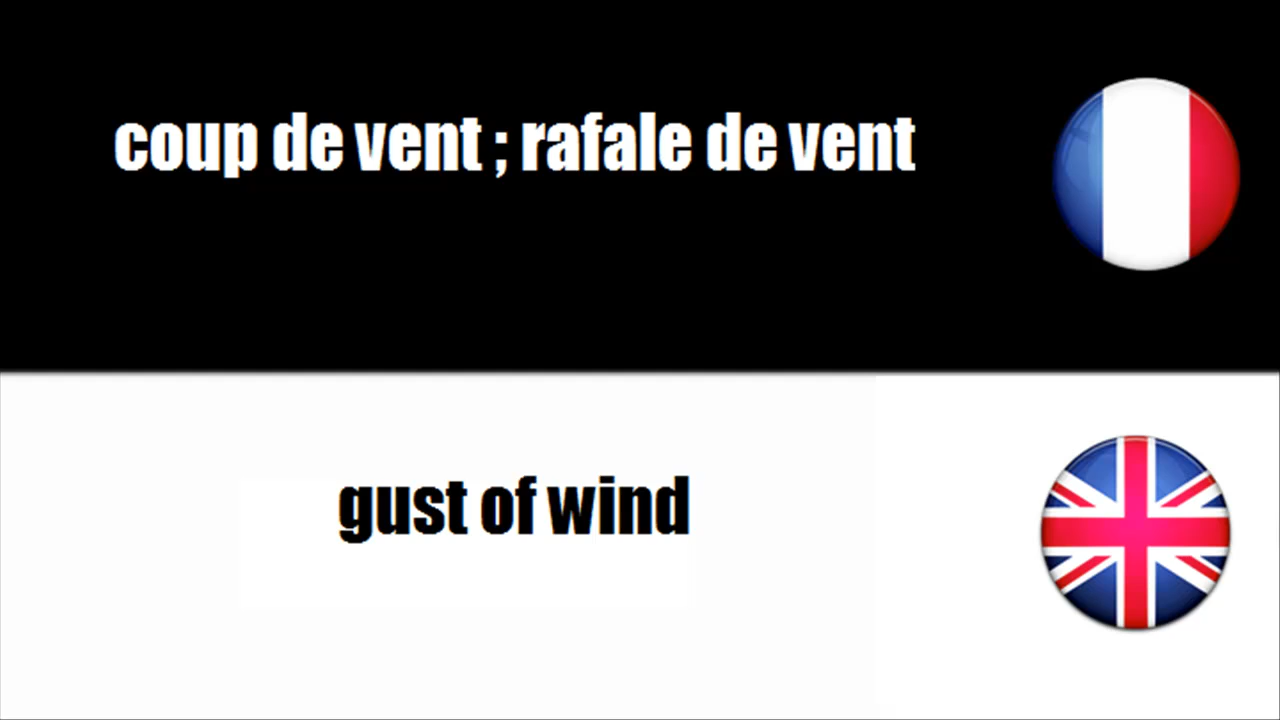 coup de vent ; rafale de vent
gust of wind